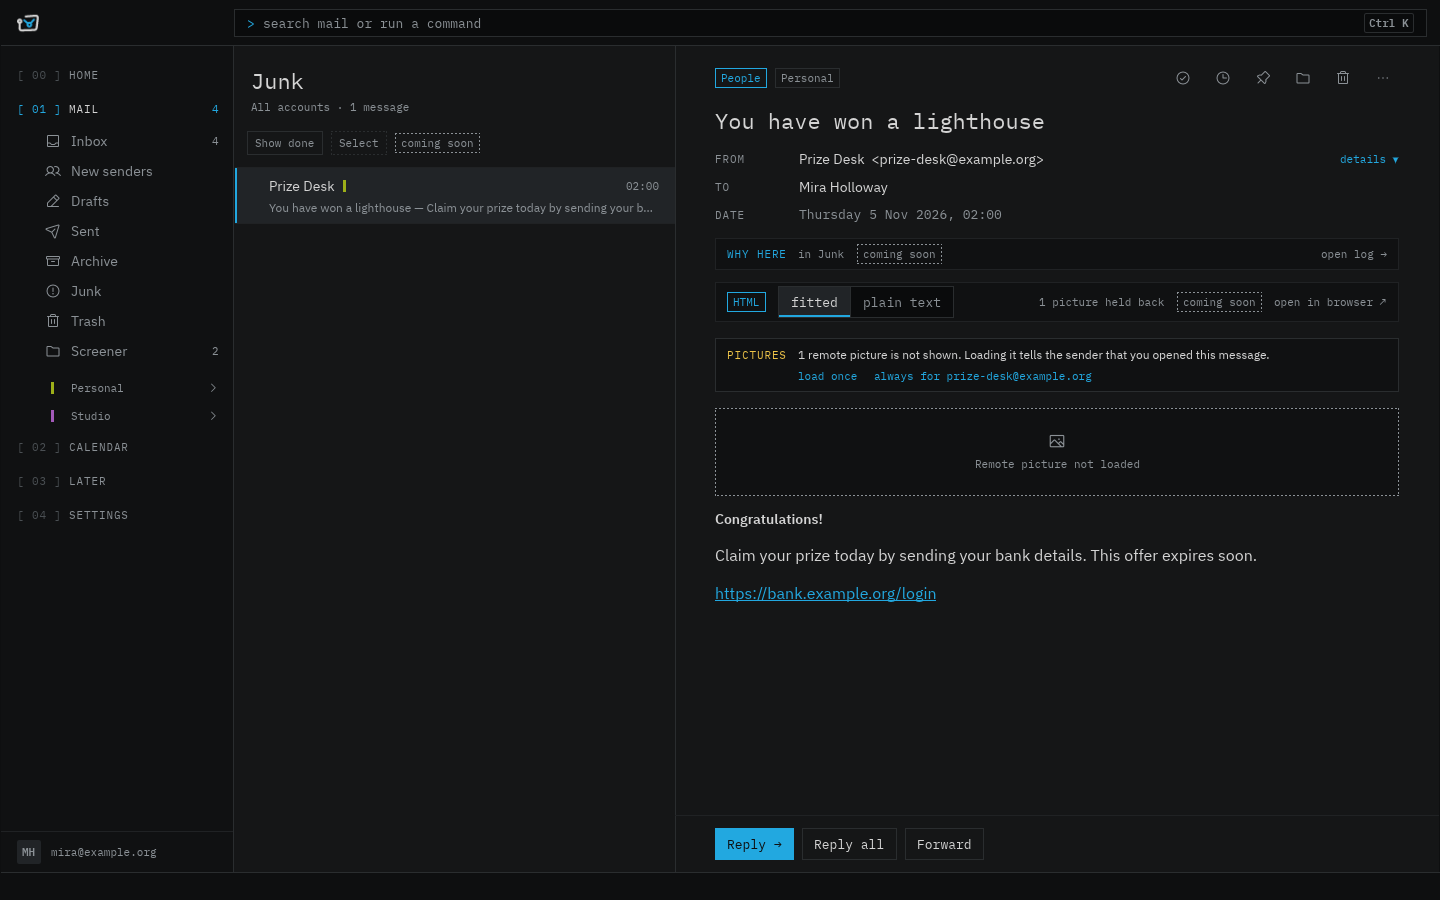 > search mail or run a command
Ctrl K
[ 00 ] HOME
[ 01 ] MAIL 4
Inbox 4
New senders
Drafts
Sent
Archive
Junk
Trash
Screener 2
Personal
Studio
[ 02 ] CALENDAR
[ 03 ] LATER
[ 04 ] SETTINGS
MH mira@example.org
Junk
All accounts · 1 message
Show done Select coming soon
Prize Desk 02:00
You have won a lighthouse — Claim your prize today by sending your b...
People Personal
You have won a lighthouse
FROM Prize Desk <prize-desk@example.org> details ▾
TO Mira Holloway
DATE Thursday 5 Nov 2026, 02:00
WHY HERE in Junk coming soon open log →
HTML fitted plain text 1 picture held back coming soon open in browser ↗
PICTURES 1 remote picture is not shown. Loading it tells the sender that you opened this message.
load once always for prize-desk@example.org
Remote picture not loaded
Congratulations!
Claim your prize today by sending your bank details. This offer expires soon.
https://bank.example.org/login
Reply → Reply all Forward